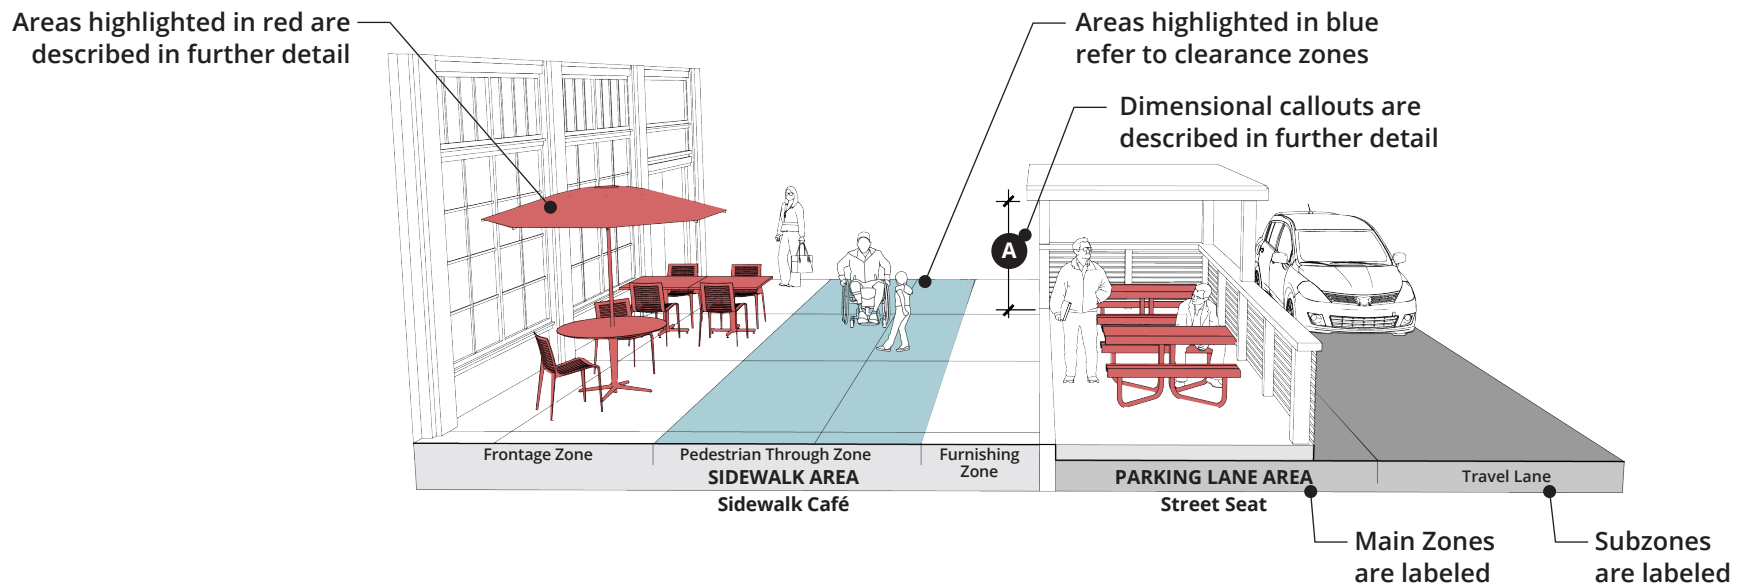 Areas highlighted in red are
described in further detail
Areas highlighted in blue
refer to clearance zones
Dimensional callouts are
described in further detail
A
Frontage Zone
Pedestrian Through Zone
Furnishing
Zone
SIDEWALK AREA
Sidewalk Café
PARKING LANE AREA
Street Seat
Travel Lane
Main Zones
are labeled
Subzones
are labeled